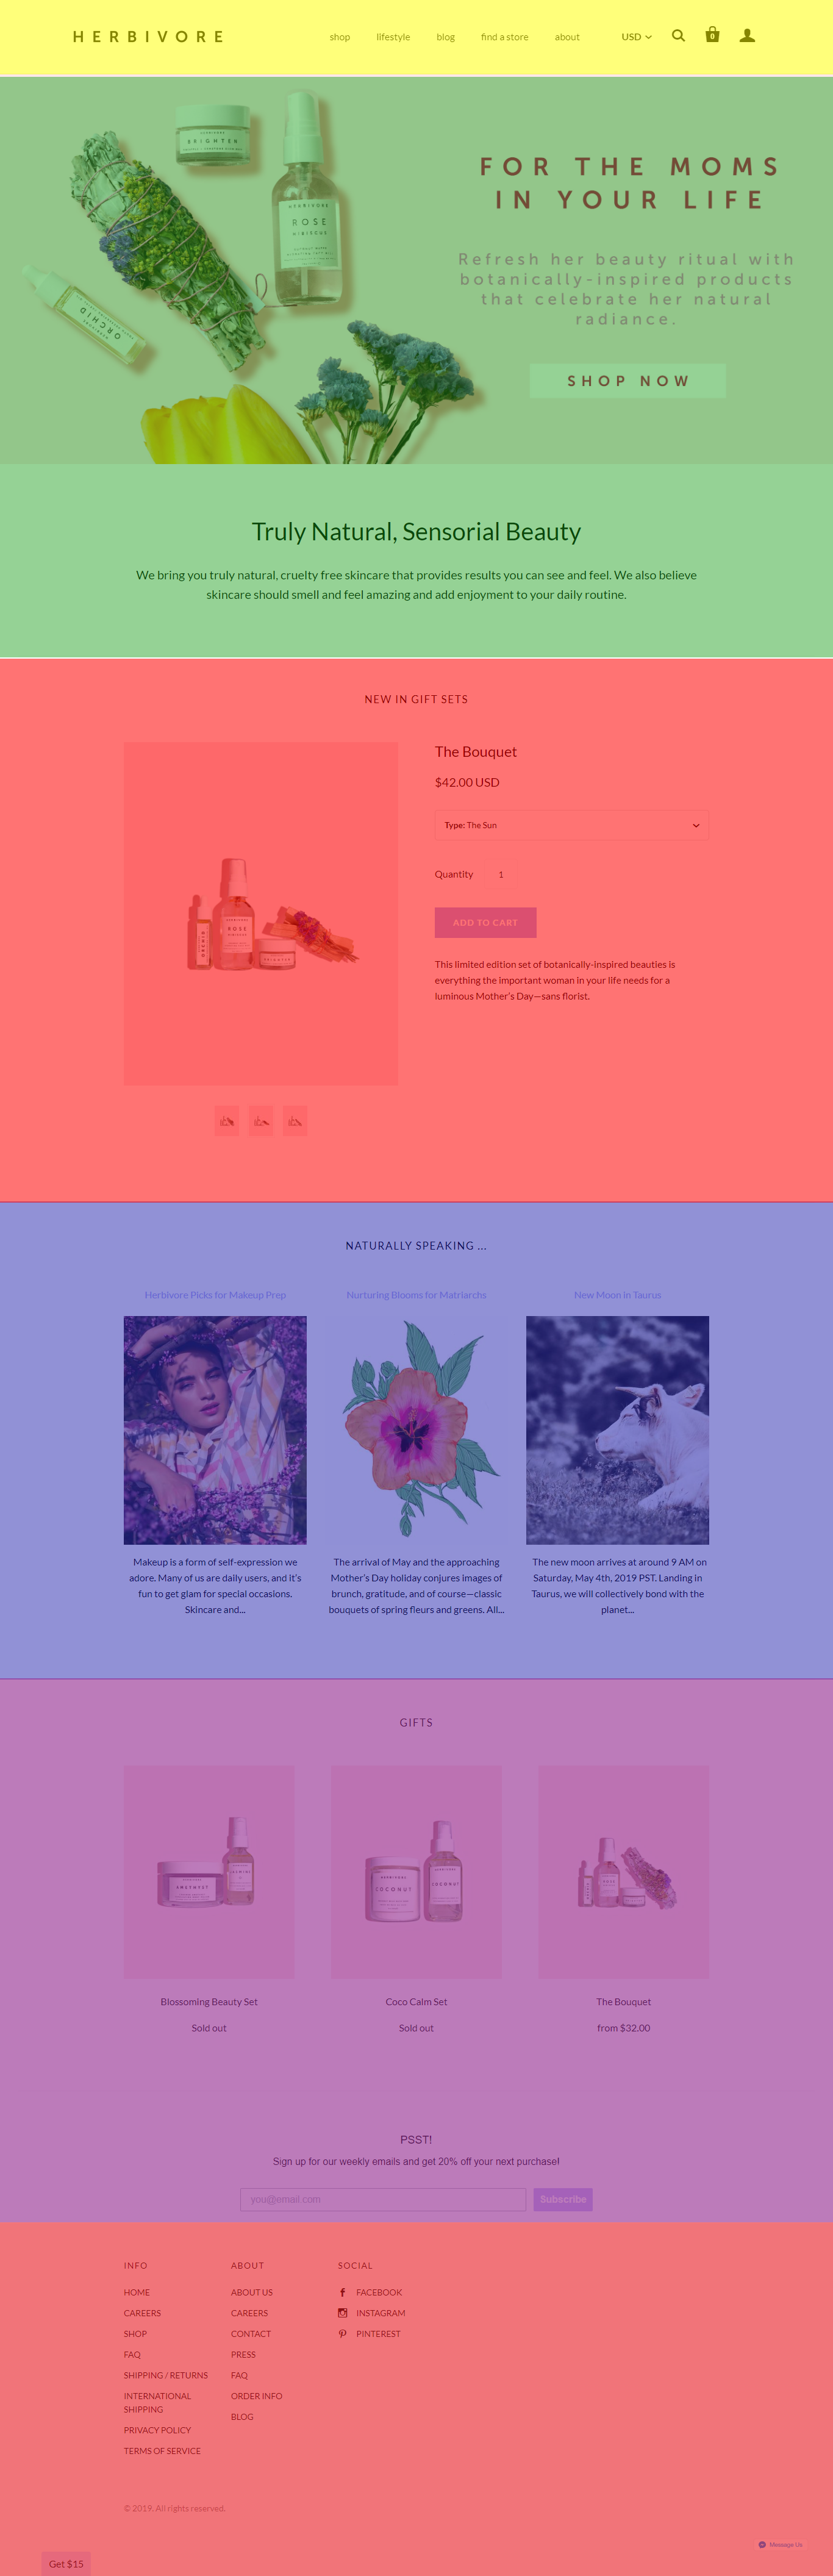 HERBIVORE
shop lifestyle blog find a store about USD 0
FOR THE MOMS
IN YOUR LIFE
Refresh her beauty ritual with
botanically-inspired products
that celebrate her natural
radiance.
SHOP NOW
HERBIVORE
BRIGHTEN
HERBIVORE
ROSE
HIBISCUS
ORCHID
Truly Natural, Sensorial Beauty
We bring you truly natural, cruelty free skincare that provides results you can see and feel. We also believe
skincare should smell and feel amazing and add enjoyment to your daily routine.
NEW IN GIFT SETS
The Bouquet
$42.00 USD
Type: The Sun
Quantity 1
ADD TO CART
This limited edition set of botanically-inspired beauties is
everything the important woman in your life needs for a
luminous Mother's Day—sans florist.
ROSE
BRIGHTEN
NATURALLY SPEAKING ...
Herbivore Picks for Makeup Prep
Makeup is a form of self-expression we
adore. Many of us are daily users, and it's
fun to get glam for special occasions.
Skincare and...
Nurturing Blooms for Matriarchs
The arrival of May and the approaching
Mother's Day holiday conjures images of
brunch, gratitude, and of course—classic
bouquets of spring fleurs and greens. All...
New Moon in Taurus
The new moon arrives at around 9 AM on
Saturday, May 4th, 2019 PST. Landing in
Taurus, we will collectively bond with the
planet...
GIFTS
AMETHYST
JASMINE
Blossoming Beauty Set
Sold out
HERBIVORE
COCONUT
COCONUT
Coco Calm Set
Sold out
The Bouquet
from $32.00
PSST!
Sign up for our weekly emails and get 20% off your next purchase!
you@email.com
Subscribe
INFO
HOME
CAREERS
SHOP
FAQ
SHIPPING / RETURNS
INTERNATIONAL
SHIPPING
PRIVACY POLICY
TERMS OF SERVICE
ABOUT
ABOUT US
CAREERS
CONTACT
PRESS
FAQ
ORDER INFO
BLOG
SOCIAL
FACEBOOK
INSTAGRAM
PINTEREST
© 2019. All rights reserved.
Message Us
Get $15